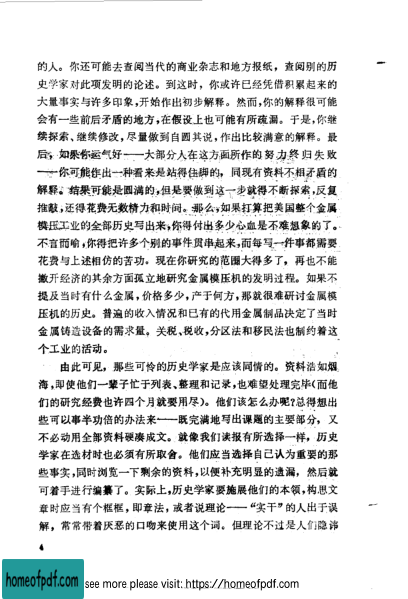 的人。你还可能去查阅当代的商业杂志和地方报纸，查阅别的历
史学家对此项发明的论述。到这时，你或许已经凭借积累起来的
大量事实与许多印象，开始作出初步解释。然而，你的解释很可能
会有一些前后矛盾的地方，在假设上也可能有所疏漏。于是，你继
续探索、继续修改，尽量做到自圆其说，作出比较满意的解释。最
后，如果你运气好——大部分人在这方面所作的努力终归失败
——你可能作出一种看来是站得住脚的，同现有资料不相矛盾的
解释。结果可能是圆满的，但是要做到这一步就得不断探索，反复
推敲，还得花费无数精力和时间。那么，如果打算把美国整个金属
模压工业的全部历史写出来，你得付出多少心血是不难想象的了。
不言而喻，你得把许多个别的事件贯串起来，而每写一件事都需要
花费与上述相仿的苦功。现在你研究的范围大得多了，再也不能
撇开经济的其余方面孤立地研究金属模压机的发明过程。如果不
提及当时有什么金属，价格多少，产于何方，那就很难研讨金属模
压机的历史。普遍的收入情况和已有的代用金属制品决定了当时
金属铸造设备的需求量。关税、税收，分区法和移民法也制约着这
个工业的活动。
由此可见，那些可怜的历史学家是应该同情的。资料浩如烟
海，即使他们一辈子忙于列表、整理和记录，也难望处理完毕(而他
们的研究经费也许四个月就要用尽)。他们该怎么办呢?总得想出
些可以事半功倍的办法来——既完满地写出课题的主要部分，又
不必动用全部资料硬凑成文。就像我们读报有所选择一样，历史
学家在选材时也必须有所取舍。他们应当选择自己认为重要的那
些事实，同时浏览一下剩余的资料，以便补充明显的遗漏，然后就
可着手进行编纂了。实际上，历史学家要施展他们的本领，构思文
章时应当有个框框，即章法，或者说理论——“实干”的人出于误
解，常常带着厌恶的口吻来使用这个词。但理论不过是人们隐讳
4
homeofpdf.com
see more please visit: https://homeofpdf.com